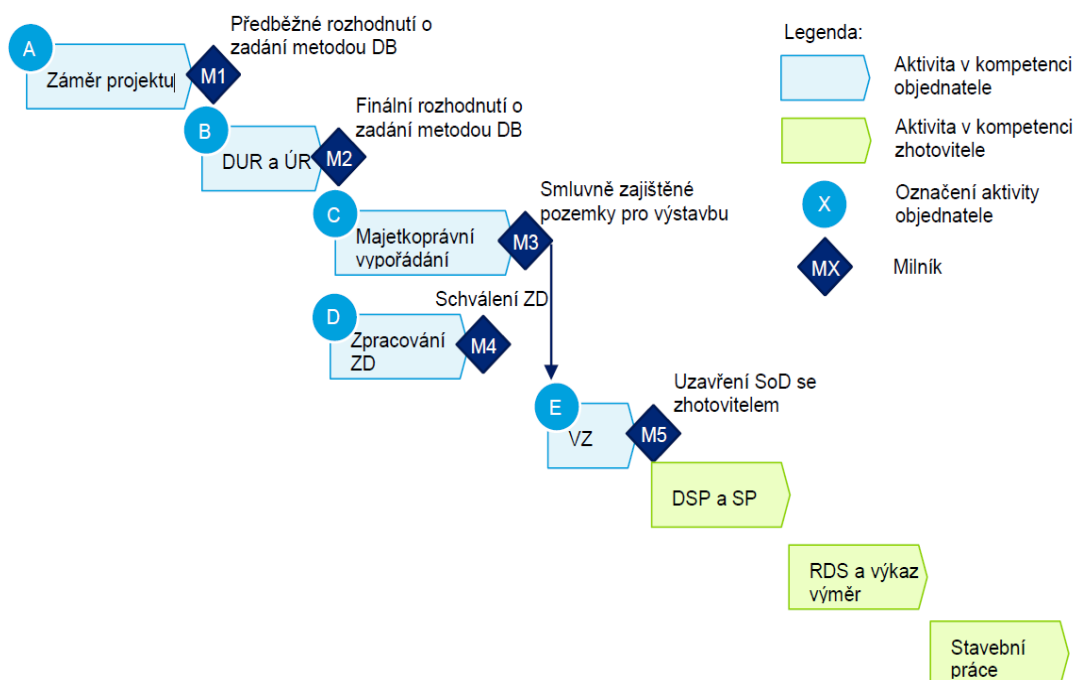 Předběžné rozhodnutí o
zadání metodou DB
A
Záměr projektu
M1
Finální rozhodnutí o
zadání metodou DB
B
DUR a ÚR
M2
Smluvně zajištěné
pozemky pro výstavbu
C
Majetkoprávní
vypořádání
M3
Schválení ZD
D
Zpracování
ZD
M4
Uzavření SoD se
zhotovitelem
E
VZ
M5
DSP a SP
RDS a výkaz
výměr
Stavební
práce
Legenda:
Aktivita v kompetenci
objednatele
Aktivita v kompetenci
zhotovitele
X
Označení aktivity
objednatele
MX
Milník